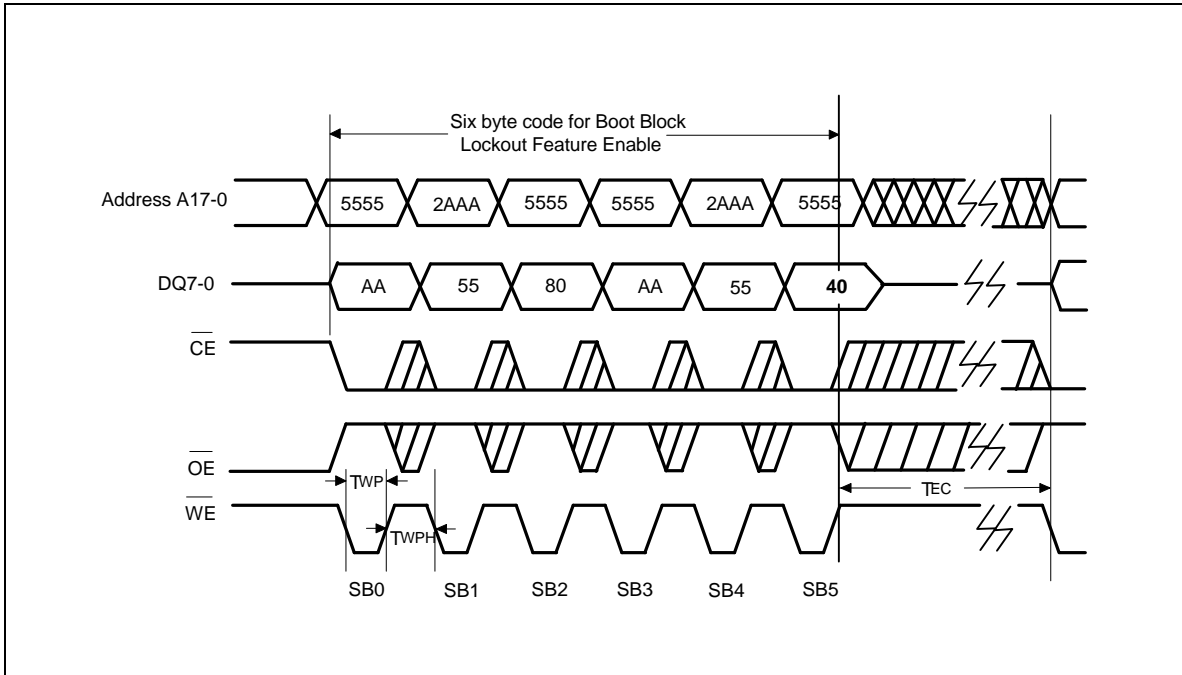 Six byte code for Boot Block
Lockout Feature Enable
Address A17-0
5555 2AAA 5555 5555 2AAA 5555
DQ7-0
AA 55 80 AA 55 40
CE
OE
TWP
TEC
WE
TWPH
SB0 SB1 SB2 SB3 SB4 SB5